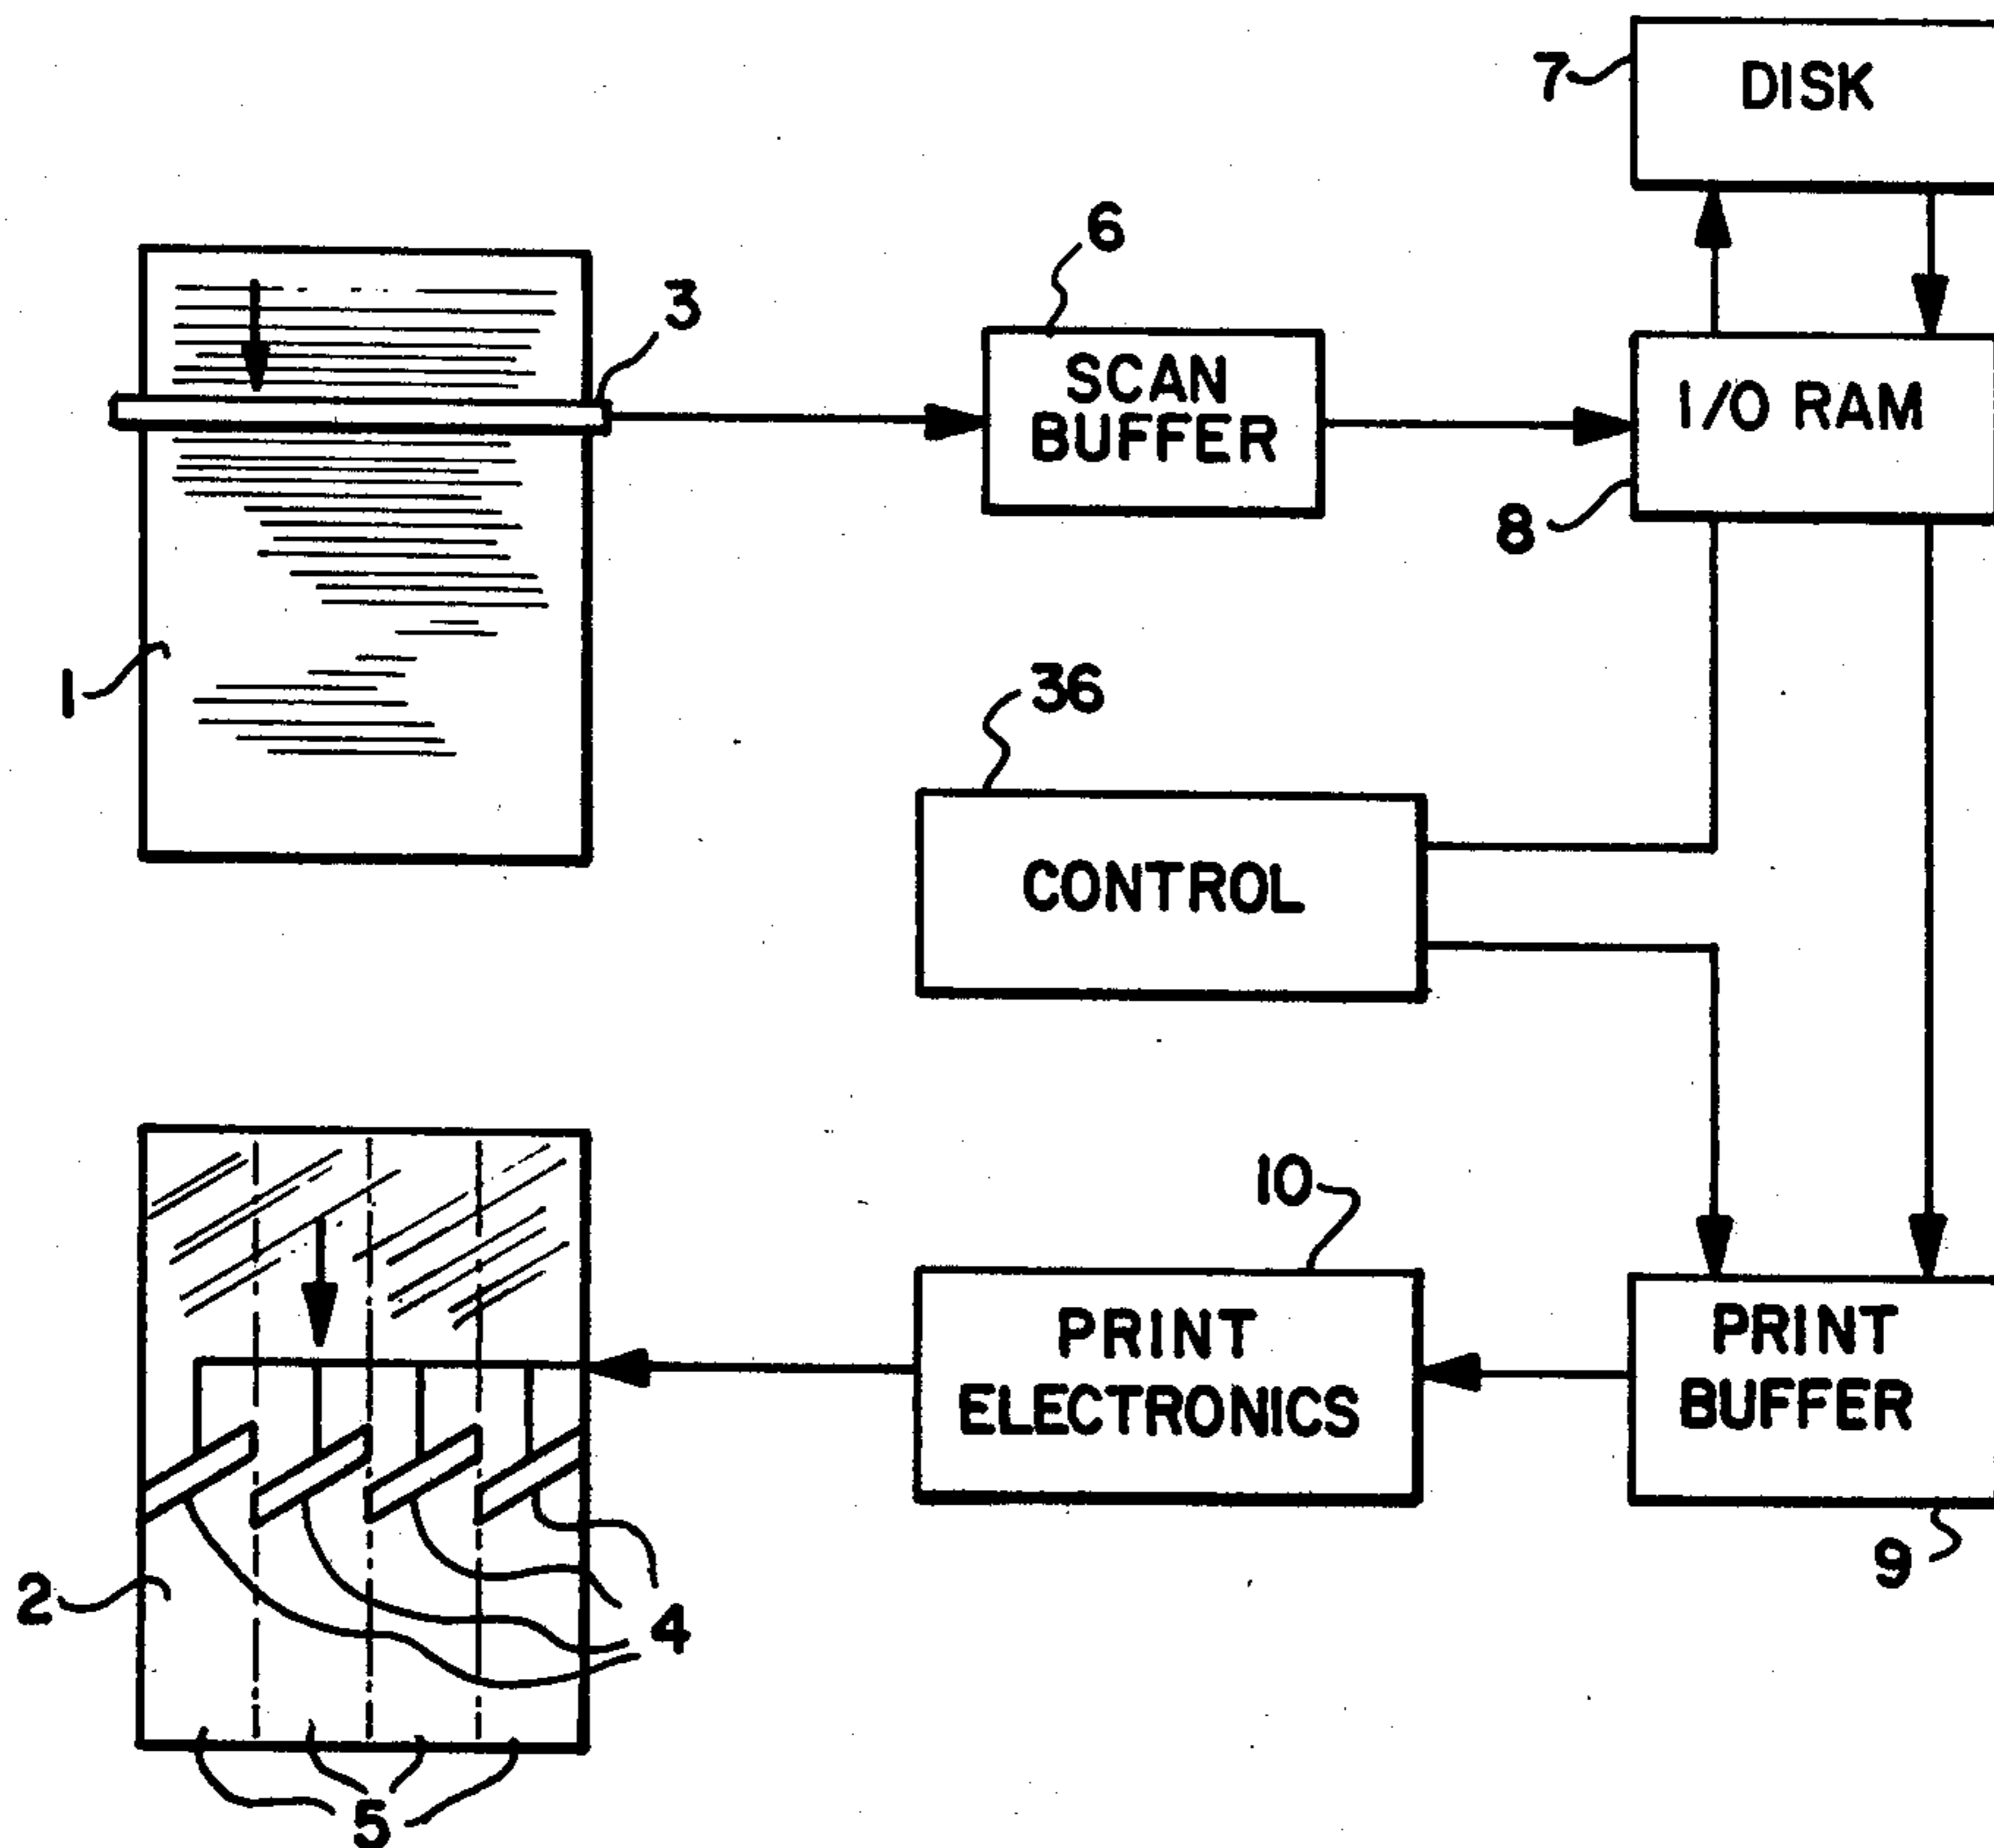 7
DISK
6
3
SCAN
BUFFER
I/O RAM
8
1
36
CONTROL
10
PRINT
ELECTRONICS
PRINT
BUFFER
9
2
4
5